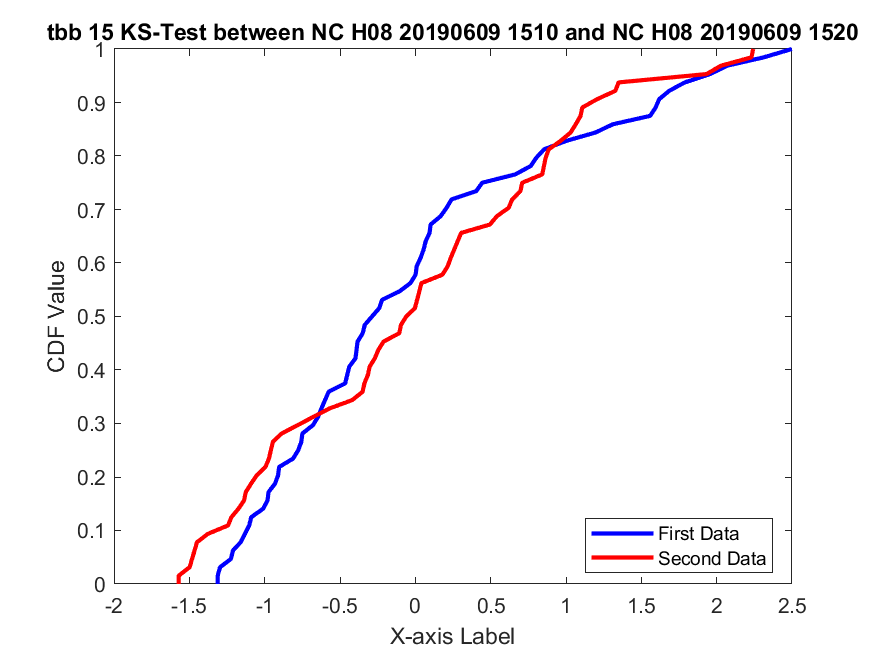 tbb 15 KS-Test between NC H08 20190609 1510 and NC H08 20190609 1520
1
0.9
0.8
0.7
0.6
0.5
0.4
0.3
0.2
0.1
0
CDF Value
First Data
Second Data
-2 -1.5 -1 -0.5 0 0.5 1 1.5 2 2.5
X-axis Label